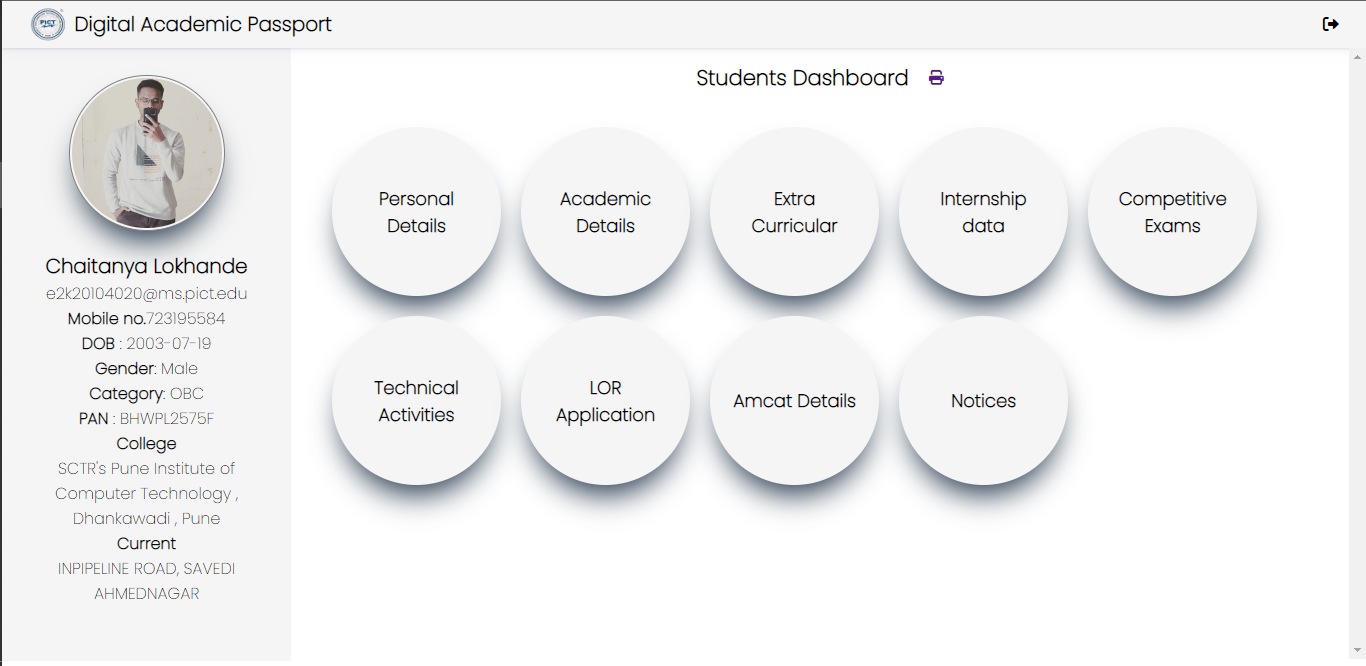 PICT
Digital Academic Passport
Students Dashboard
Chaitanya Lokhande
e2k20104020@ms.pict.edu
Mobile no.723195584
DOB : 2003-07-19
Gender: Male
Category: OBC
PAN : BHWPL2575F
College
SCTR's Pune Institute of
Computer Technology ,
Dhankawadi , Pune
Current
INPIPELINE ROAD, SAVEDI
AHMEDNAGAR
Personal
Details
Academic
Details
Extra
Curricular
Internship
data
Competitive
Exams
Technical
Activities
LOR
Application
Amcat Details
Notices